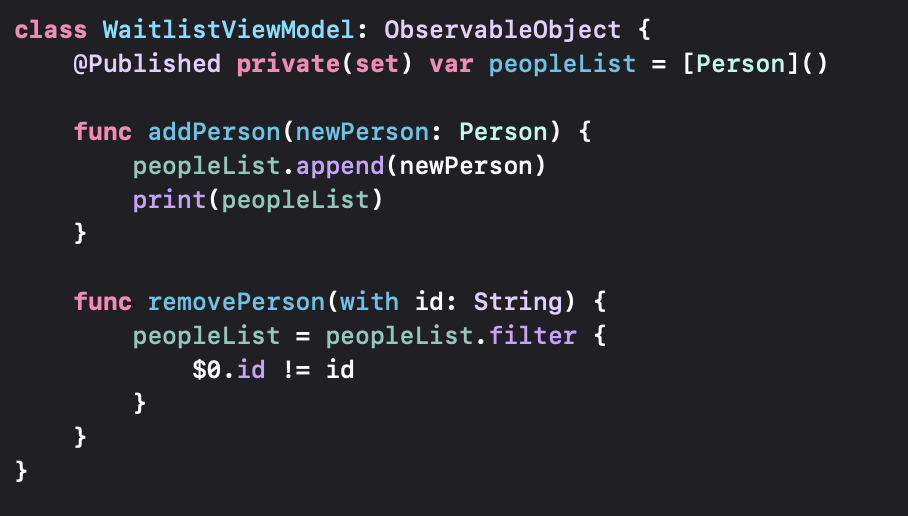 class WaitlistViewModel: ObservableObject {
    @Published private(set) var peopleList = [Person]()

    func addPerson(newPerson: Person) {
        peopleList.append(newPerson)
        print(peopleList)
    }

    func removePerson(with id: String) {
        peopleList = peopleList.filter {
            $0.id != id
        }
    }
}